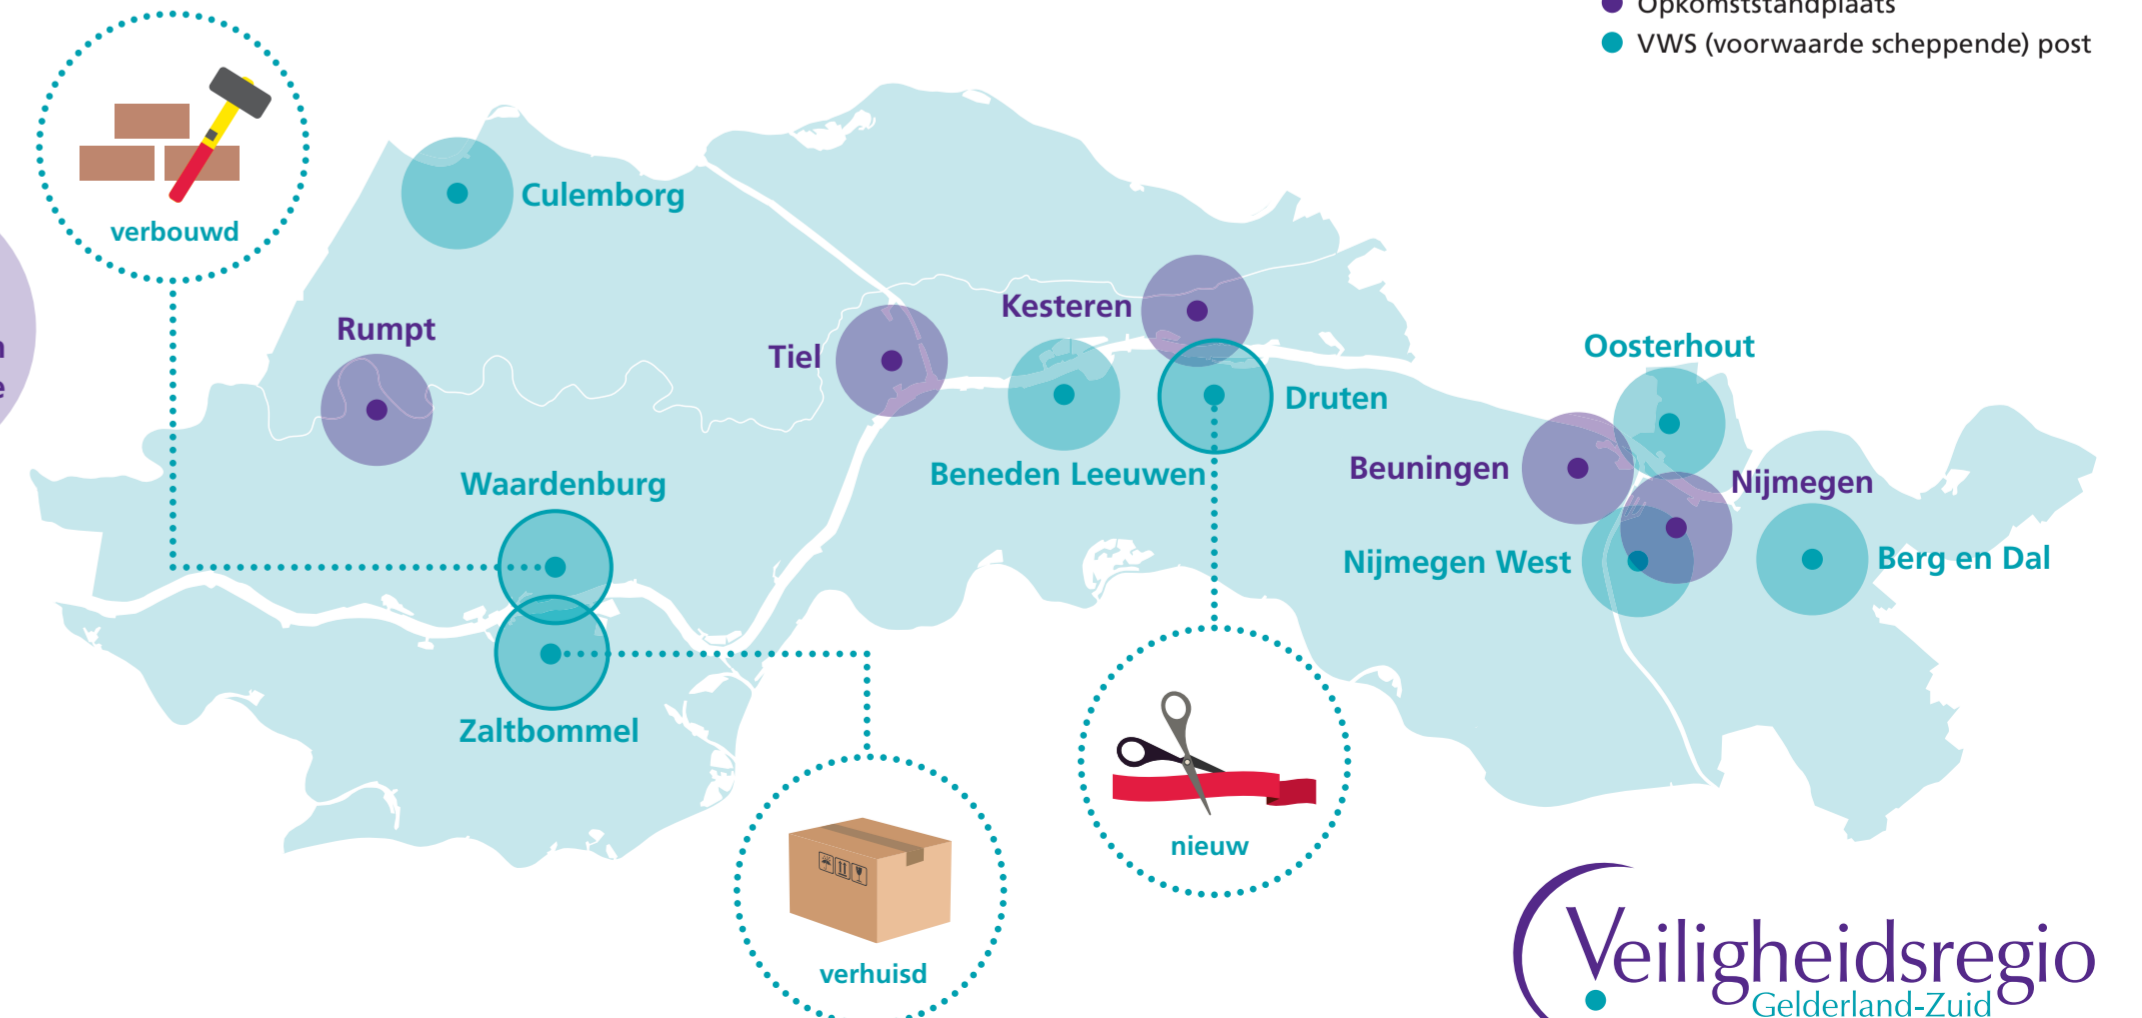 Opkomststandplaats
VWS (voorwaarde scheppende) post
verbouwd
Culemborg
Rumpt
Kesteren
Tiel
Oosterhout
Druten
Beneden Leeuwen
Beuningen
Nijmegen
Waardenburg
Nijmegen West
Berg en Dal
Zaltbommel
nieuw
verhuisd
Veiligheidsregio
Gelderland-Zuid